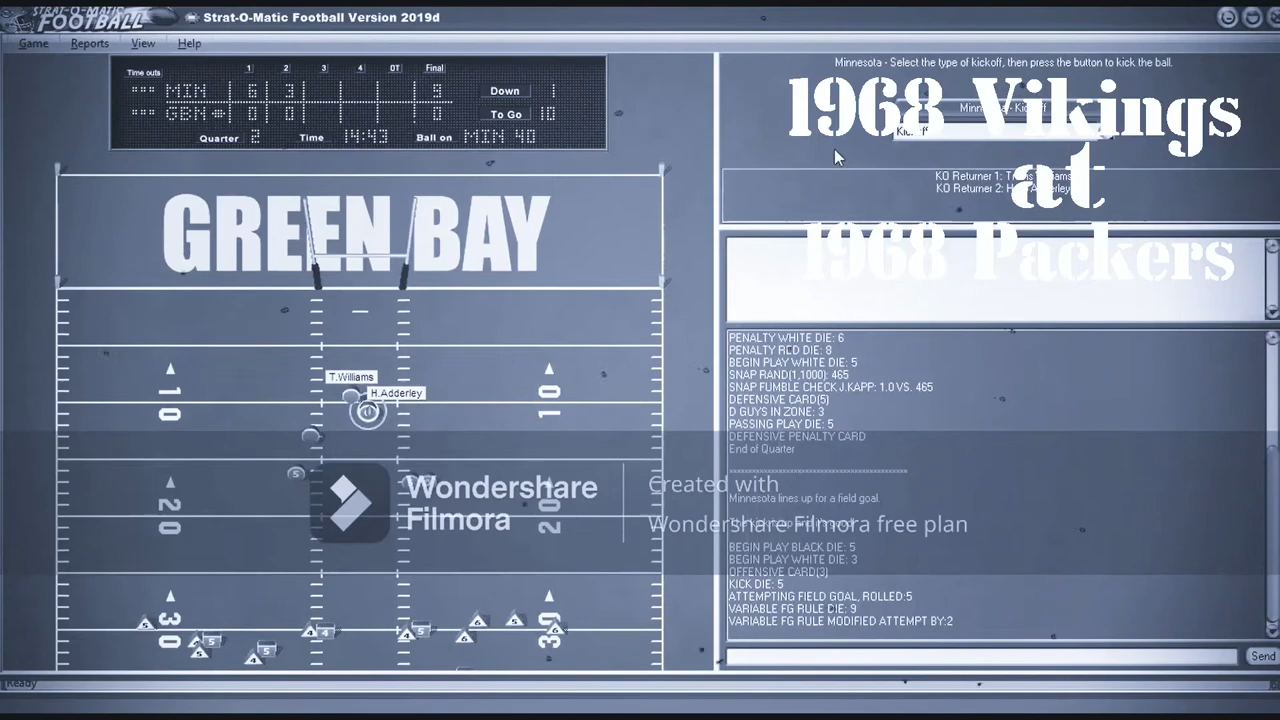 STRAT-O-MATIC
FOOTBALL
Strat-O-Matic Football Version 2019d
Game Reports View Help
Time outs 1 2 3 4 OT Final
MIN 6 3 9 Down 1
GBN 0 0 0 To Go 10
Quarter 2 Time 14:43 Ball on MIN 40
Minnesota - Select the type of kickoff, then press the button to kick the ball.
1968 Vikings
at
1968 Packers
KO Returner 1:
KO Returner 2:
GREEN BAY
T.Williams
H.Adderley
10 10
20 20
30 30
PENALTY WHITE DIE: 6
PENALTY RED DIE: 8
BEGIN PLAY WHITE DIE: 5
SNAP RAND(1,1000): 465
SNAP FUMBLE CHECK J.KAPP: 1.0 VS. 465
DEFENSIVE CARD(5)
D GUYS IN ZONE: 3
PASSING PLAY DIE: 5
DEFENSIVE PENALTY CARD
End of Quarter
Minnesota lines up for a field goal.
BEGIN PLAY BLACK DIE: 5
BEGIN PLAY WHITE DIE: 3
OFFENSIVE CARD(3)
KICK DIE: 5
ATTEMPTING FIELD GOAL, ROLLED:5
VARIABLE FG RULE DIE: 9
VARIABLE FG RULE MODIFIED ATTEMPT BY:2
Wondershare
Filmora
Created with
Wondershare Filmora free plan
Send
Ready